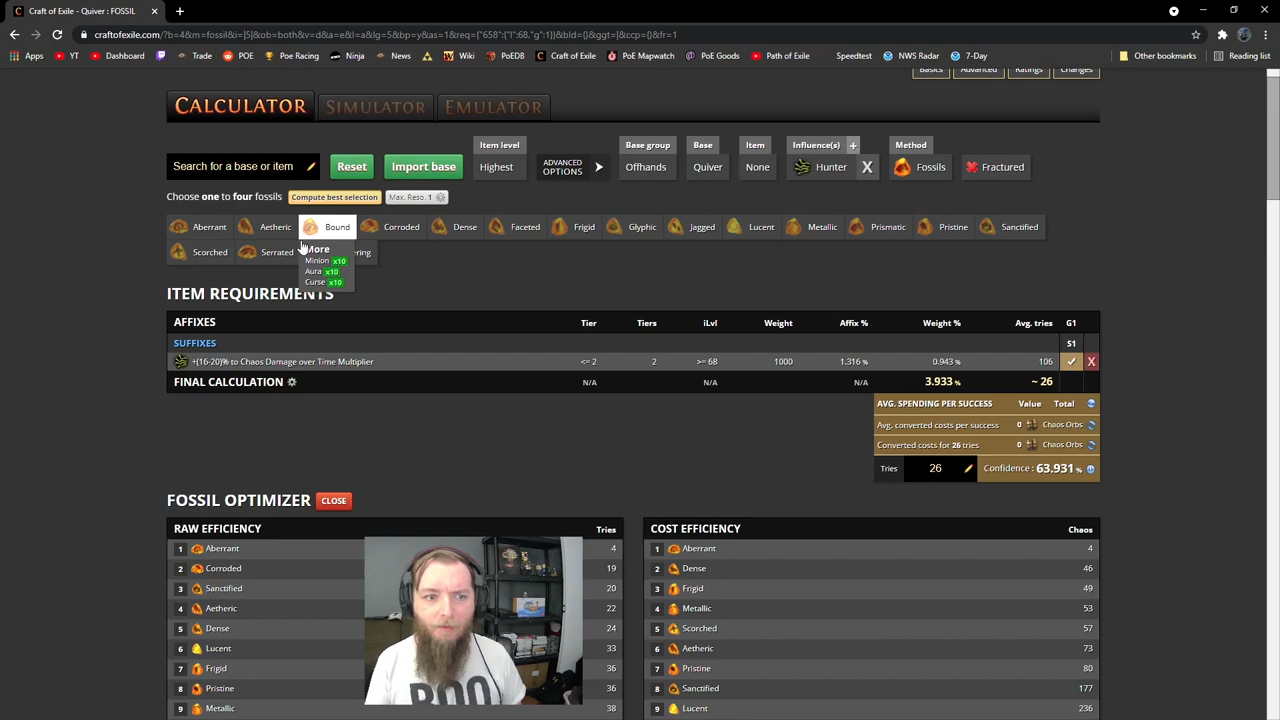 Craft of Exile - Quiver : FOSSIL
craftofexile.com/?b=4&m=fossil&i=[5]&ob=both&v=d&a=e&l=a&lg=5&bp=y&as=1&req={"658":{"l":68,"g":1}}&bld={}&ggt=|&ccp={}&fr=1
Apps YT Dashboard Trade POE Poe Racing Ninja News Wiki PoEDB Craft of Exile PoE Mapwatch PoE Goods Path of Exile Speedtest NWS Radar 7-Day Other bookmarks Reading list
Basics Advanced Ratings Changes
CALCULATOR SIMULATOR EMULATOR
Item level Base group Base Item Influence(s) + Method
Search for a base or item Reset Import base Highest ADVANCED OPTIONS Offhands Quiver None Hunter X Fossils Fractured
Choose one to four fossils Compute best selection Max. Reso. 1
Aberrant Aetheric Bound Corroded Dense Faceted Frigid Glyphic Jagged Lucent Metallic Prismatic Pristine Sanctified
Scorched Serrated ering
More
Minion x10
Aura x10
Curse x10
ITEM REQUIREMENTS
AFFIXES Tier Tiers iLvl Weight Affix % Weight % Avg. tries G1
SUFFIXES S1
+(16-20)% to Chaos Damage over Time Multiplier <= 2 2 >= 68 1000 1.316 % 0.943 % 106 X
FINAL CALCULATION N/A N/A N/A 3.933 % ~ 26
AVG. SPENDING PER SUCCESS Value Total
Avg. converted costs per success 0 Chaos Orbs
Converted costs for 26 tries 0 Chaos Orbs
Tries 26 Confidence : 63.931 %
FOSSIL OPTIMIZER CLOSE
RAW EFFICIENCY Tries COST EFFICIENCY Chaos
1 Aberrant 4 1 Aberrant 4
2 Corroded 19 2 Dense 46
3 Sanctified 20 3 Frigid 49
4 Aetheric 22 4 Metallic 53
5 Dense 24 5 Scorched 57
6 Lucent 33 6 Aetheric 73
7 Frigid 36 7 Pristine 80
8 Pristine 36 8 Sanctified 177
9 Metallic 38 9 Lucent 236
BOO